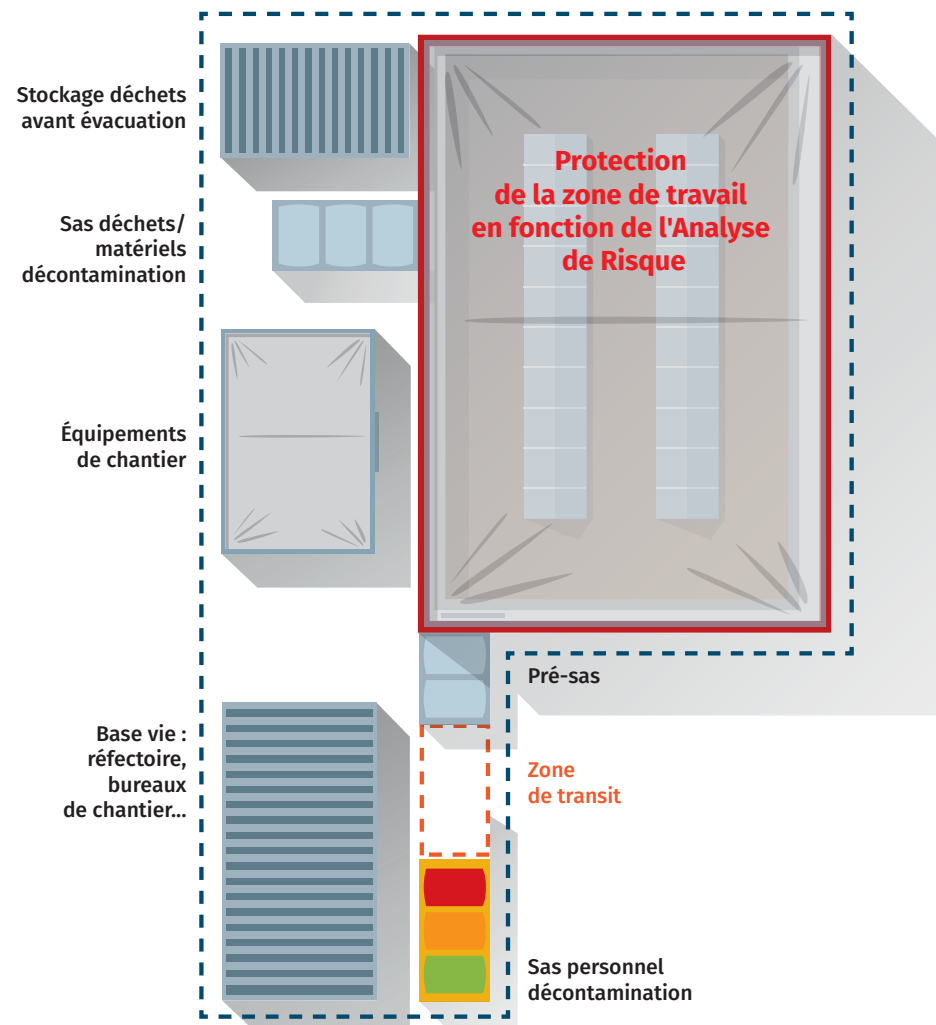 Stockage déchets
avant évacuation
Protection
de la zone de travail
en fonction de l'Analyse
de Risque
Sas déchets/
matériels
décontamination
Équipements
de chantier
Pré-sas
Base vie :
réfectoire,
bureaux
de chantier...
Zone
de transit
Sas personnel
décontamination